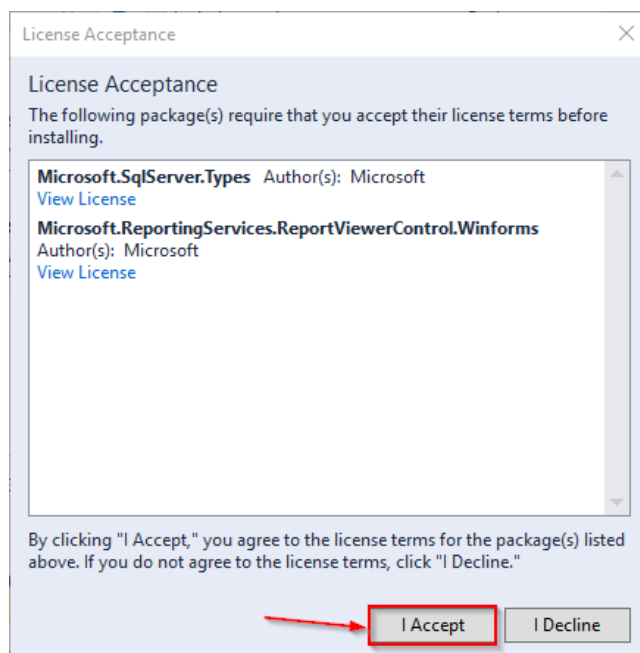 License Acceptance
License Acceptance
The following package(s) require that you accept their license terms before
installing.
Microsoft.SqlServer.Types Author(s): Microsoft
View License
Microsoft.ReportingServices.ReportViewerControl.Winforms
Author(s): Microsoft
View License
By clicking "I Accept," you agree to the license terms for the package(s) listed
above. If you do not agree to the license terms, click "I Decline."
I Accept I Decline